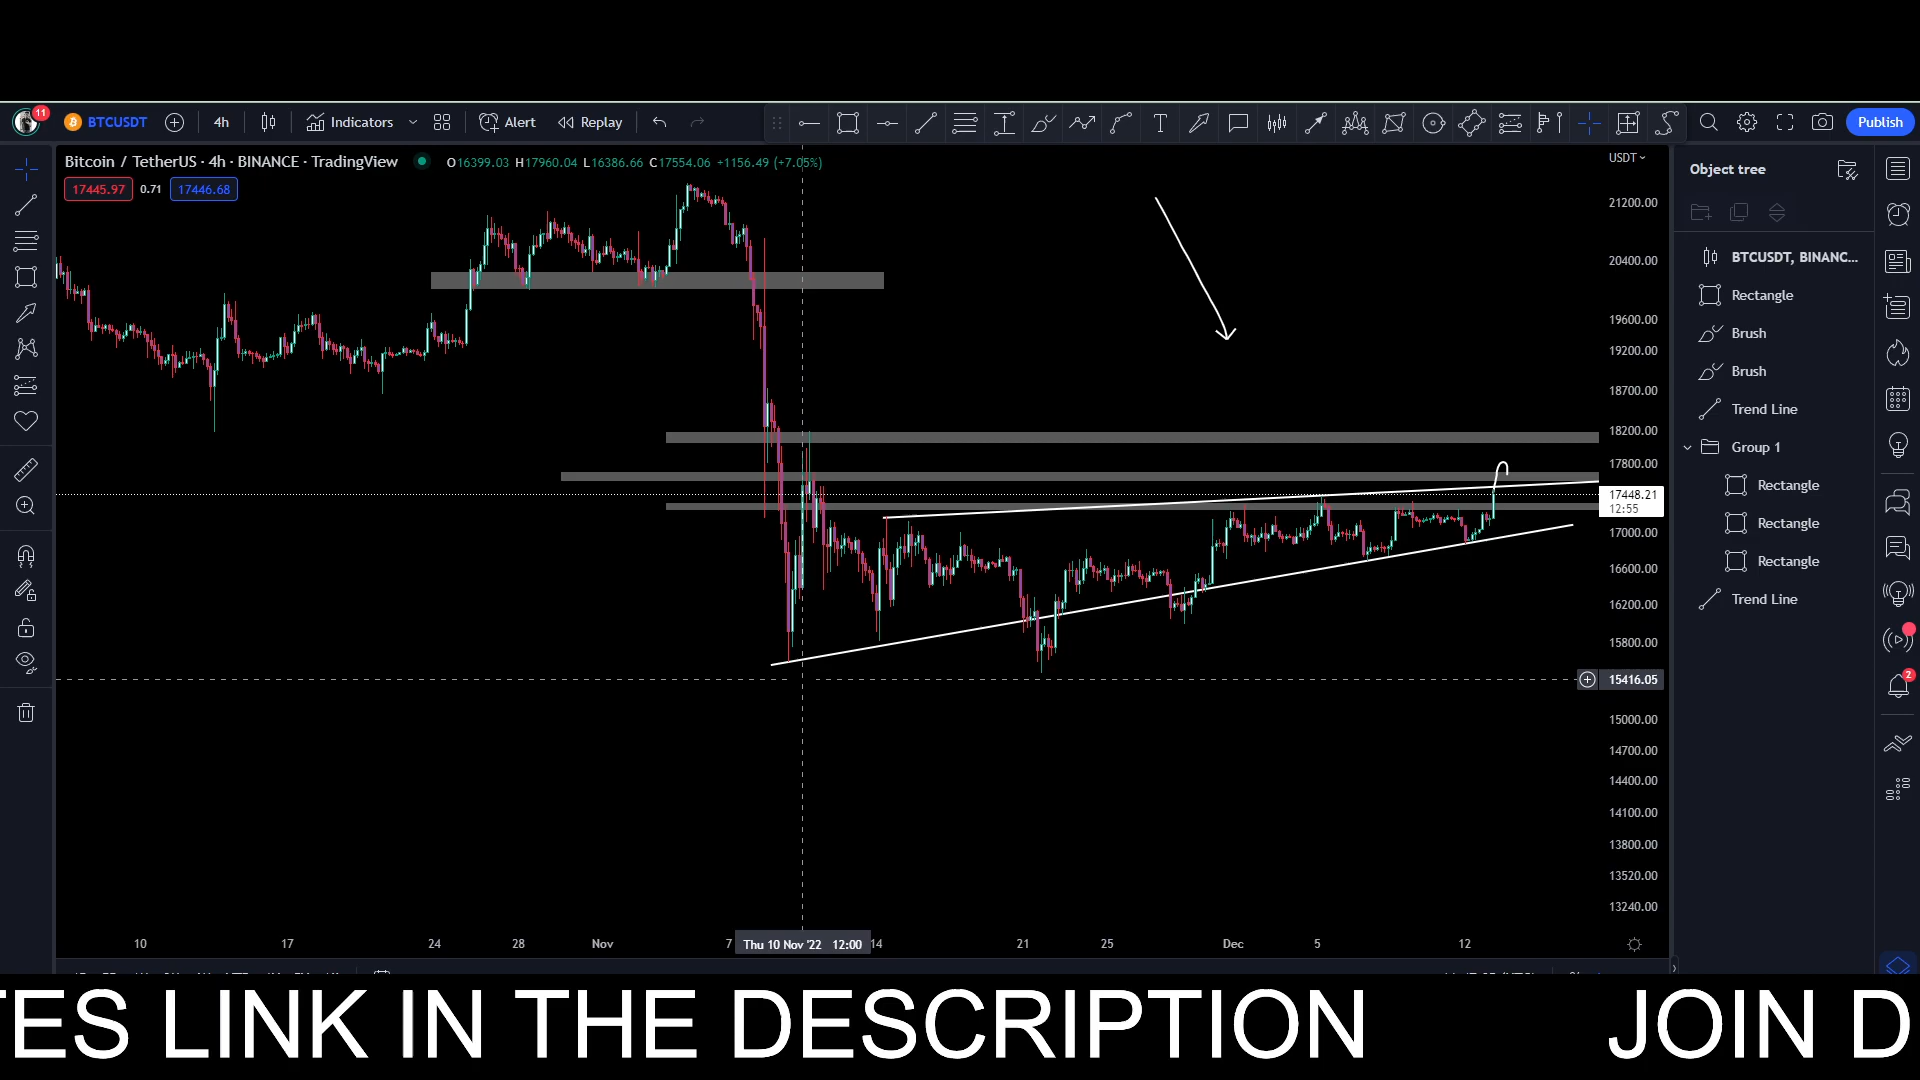 11
BTCUSDT 4h Indicators Alert Replay Publish
Bitcoin / TetherUS · 4h · BINANCE · TradingView O16399.03 H17960.04 L16386.66 C17554.06 +1156.49 (+7.05%)
17445.97 0.71 17446.68
USDT
21200.00
20400.00
19600.00
19200.00
18700.00
18200.00
17800.00
17448.21
12:55
17000.00
16600.00
16200.00
15800.00
15416.05
15000.00
14700.00
14400.00
14100.00
13800.00
13520.00
13240.00
10 17 24 28 Nov 7 Thu 10 Nov '22 12:00 14 21 25 Dec 5 12
Object tree
BTCUSDT, BINANC...
Rectangle
Brush
Brush
Trend Line
Group 1
Rectangle
Rectangle
Rectangle
Trend Line
2
TES LINK IN THE DESCRIPTION JOIN D